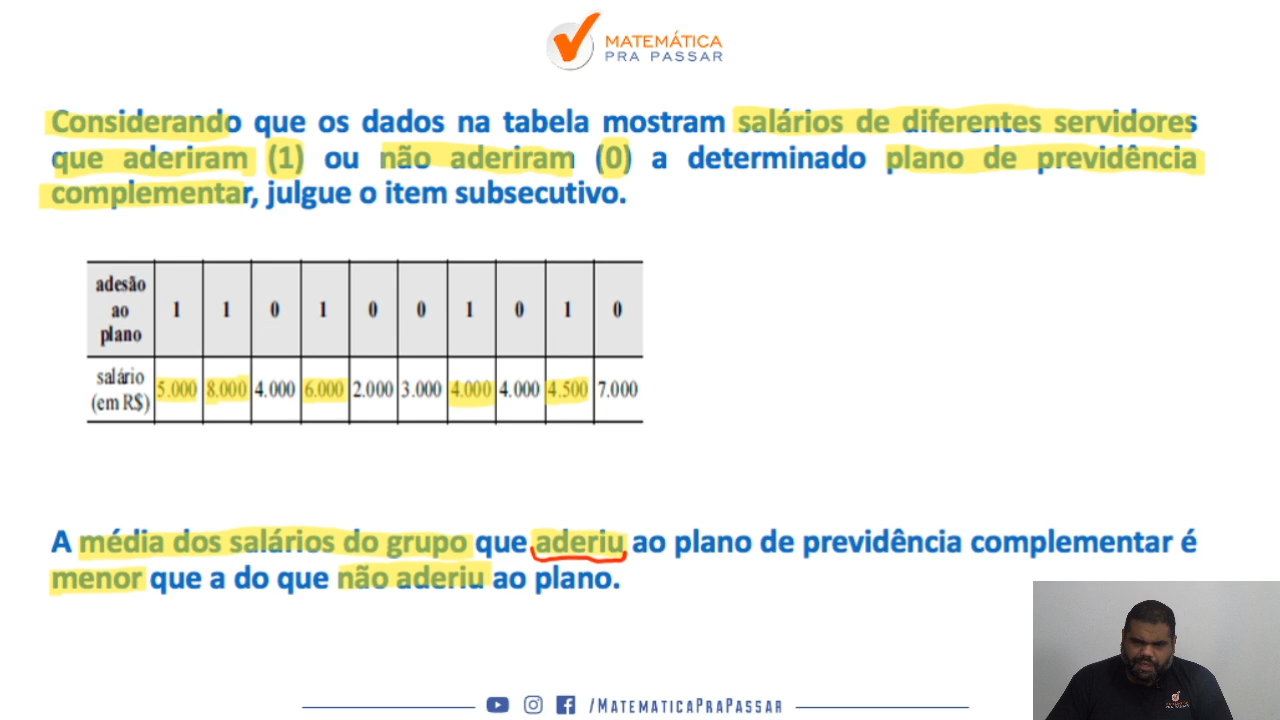 MATEMÁTICA
PRA PASSAR
Considerando que os dados na tabela mostram salários de diferentes servidores
que aderiram (1) ou não aderiram (0) a determinado plano de previdência
complementar, julgue o item subsecutivo.
adesão
ao
plano
1 1 0 1 0 0 1 0 1 0
salário
(em R$)
5.000 8.000 4.000 6.000 2.000 3.000 4.000 4.000 4.500 7.000
A média dos salários do grupo que aderiu ao plano de previdência complementar é
menor que a do que não aderiu ao plano.
/MATEMATICAPRAPASSAR